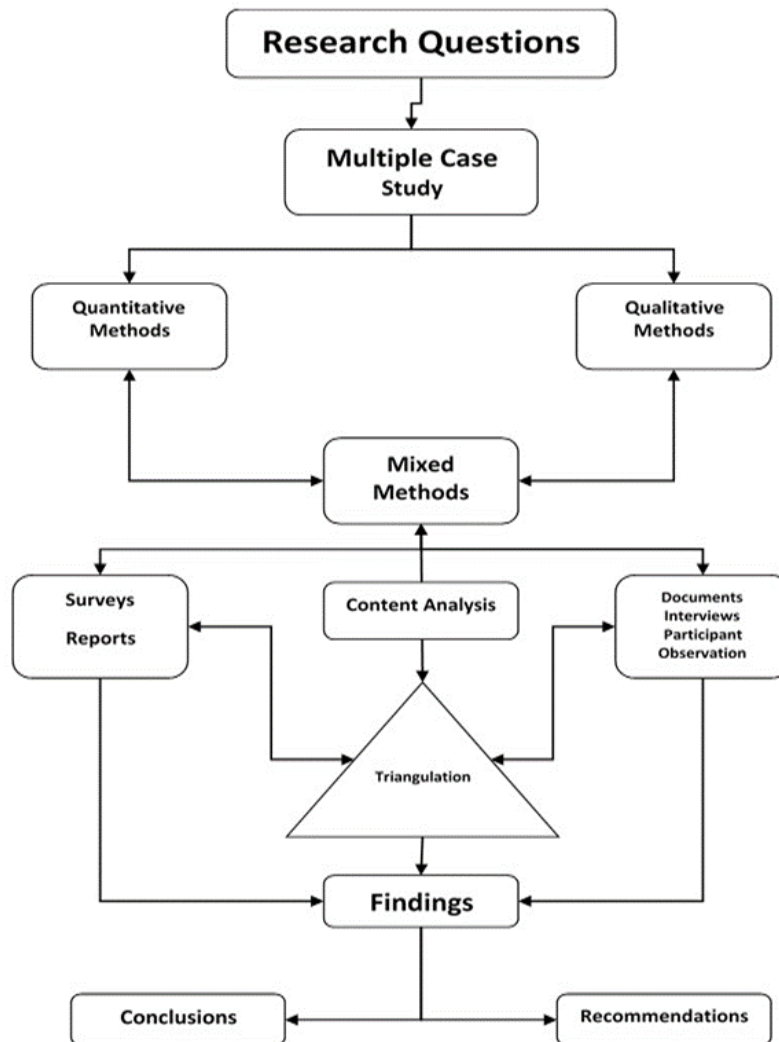 Research Questions
Multiple Case
Study
Quantitative
Methods
Qualitative
Methods
Mixed
Methods
Surveys
Reports
Content Analysis
Documents
Interviews
Participant
Observation
Triangulation
Findings
Conclusions
Recommendations